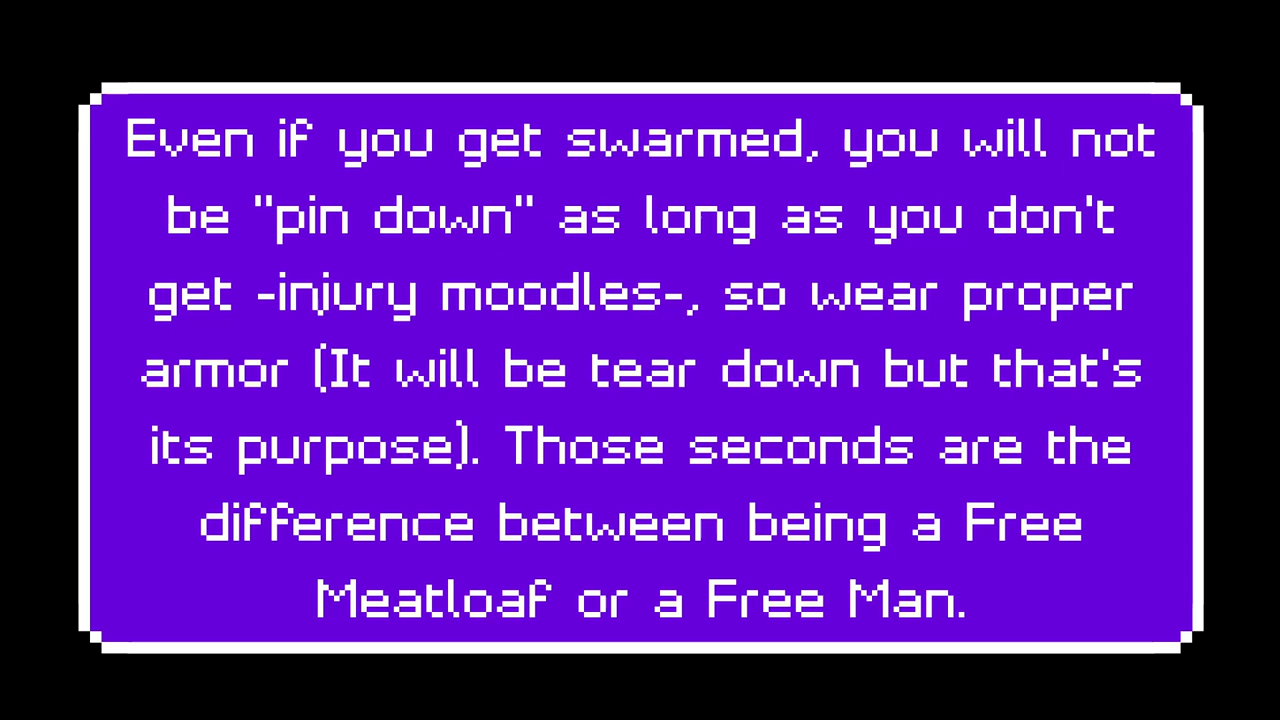 Even if you get swarmed, you will not
be "pin down" as long as you don't
get -injury moodles-, so wear proper
armor (It will be tear down but that's
its purpose). Those seconds are the
difference between being a Free
Meatloaf or a Free Man.